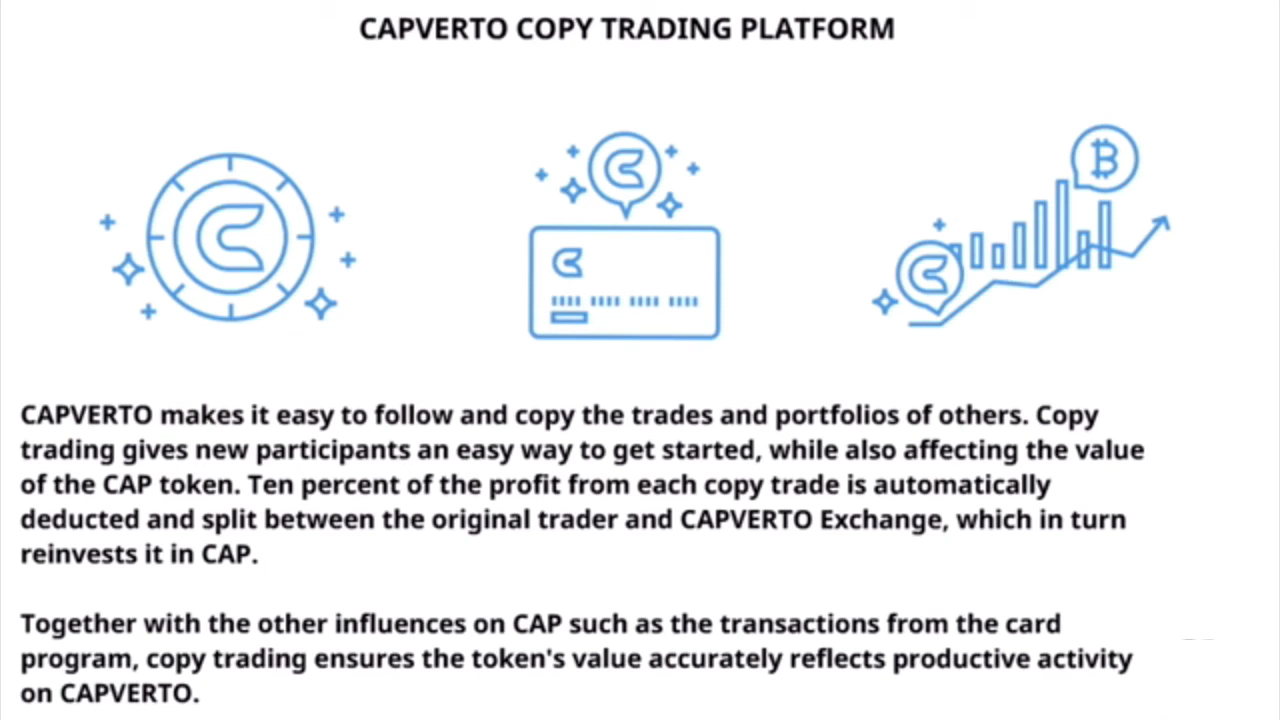 CAPVERTO COPY TRADING PLATFORM
CAPVERTO makes it easy to follow and copy the trades and portfolios of others. Copy
trading gives new participants an easy way to get started, while also affecting the value
of the CAP token. Ten percent of the profit from each copy trade is automatically
deducted and split between the original trader and CAPVERTO Exchange, which in turn
reinvests it in CAP.
Together with the other influences on CAP such as the transactions from the card
program, copy trading ensures the token's value accurately reflects productive activity
on CAPVERTO.